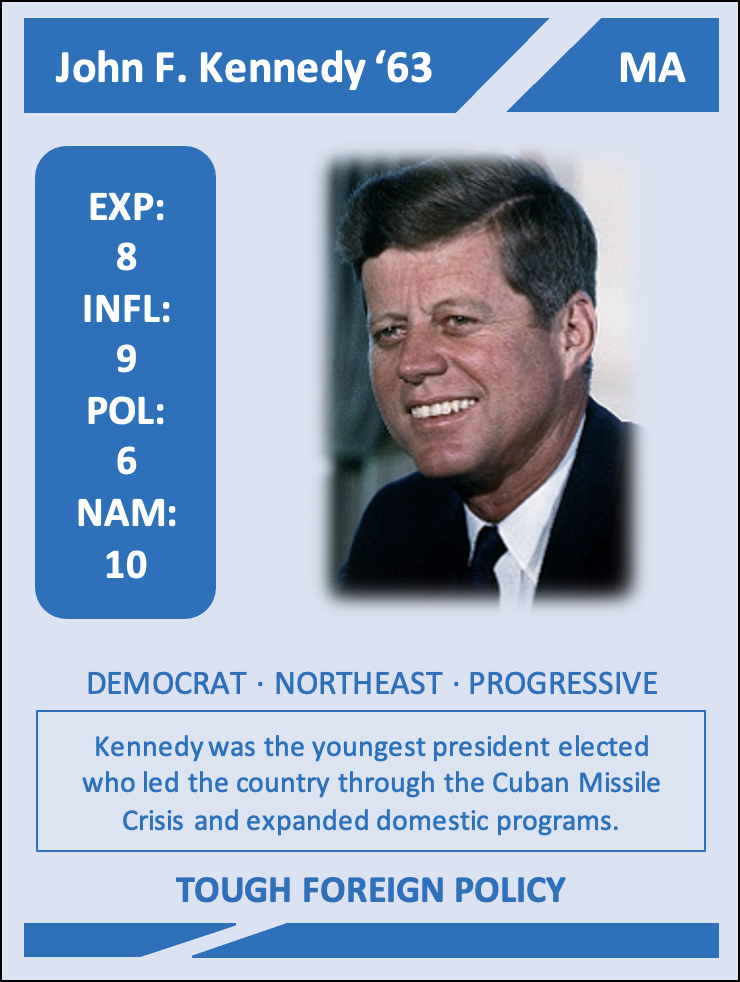 John F. Kennedy ‘63
MA
EXP:
8
INFL:
9
POL:
6
NAM:
10
DEMOCRAT · NORTHEAST · PROGRESSIVE
Kennedy was the youngest president elected
who led the country through the Cuban Missile
Crisis and expanded domestic programs.
TOUGH FOREIGN POLICY